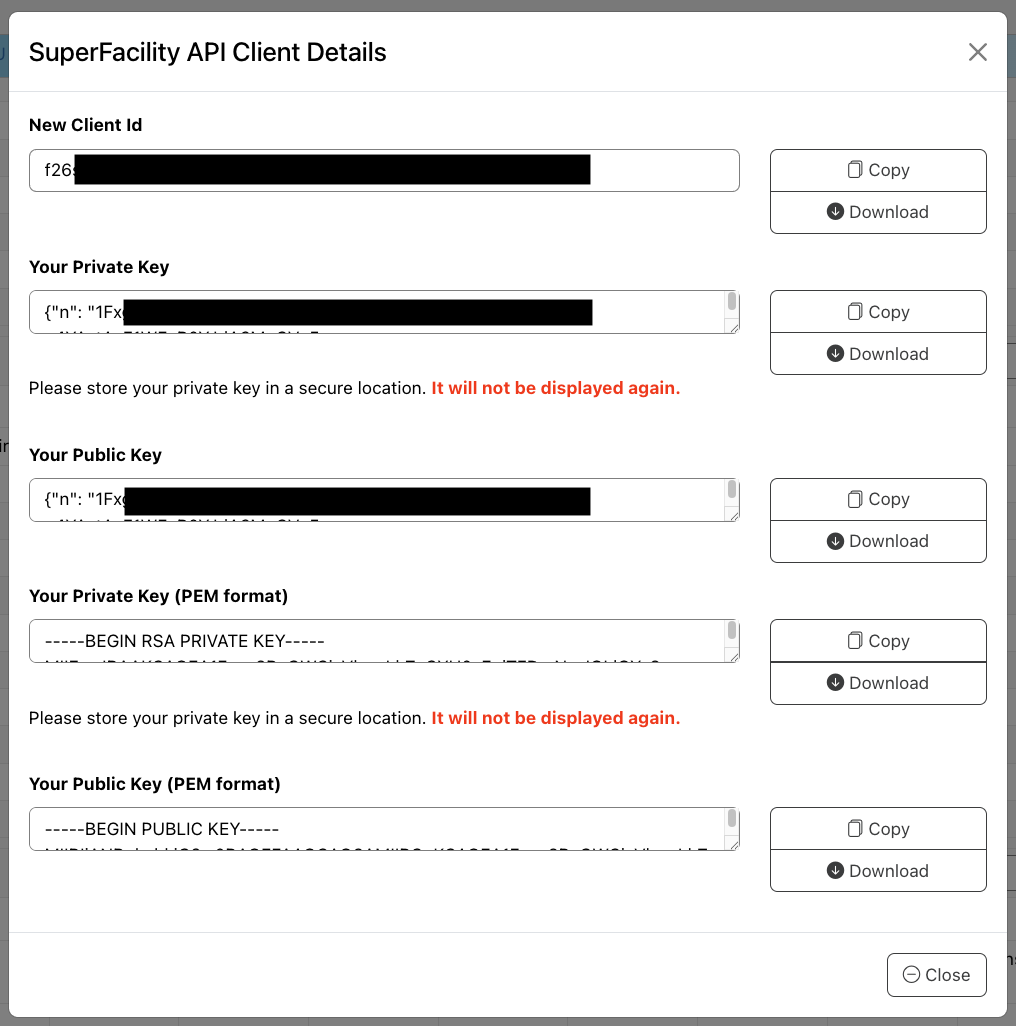 SuperFacility API Client Details
New Client Id
f26
Copy
Download
Your Private Key
{"n": "1Fx
Copy
Download
Please store your private key in a secure location. It will not be displayed again.
Your Public Key
{"n": "1Fx
Copy
Download
Your Private Key (PEM format)
-----BEGIN RSA PRIVATE KEY-----
Copy
Download
Please store your private key in a secure location. It will not be displayed again.
Your Public Key (PEM format)
-----BEGIN PUBLIC KEY-----
Copy
Download
Close